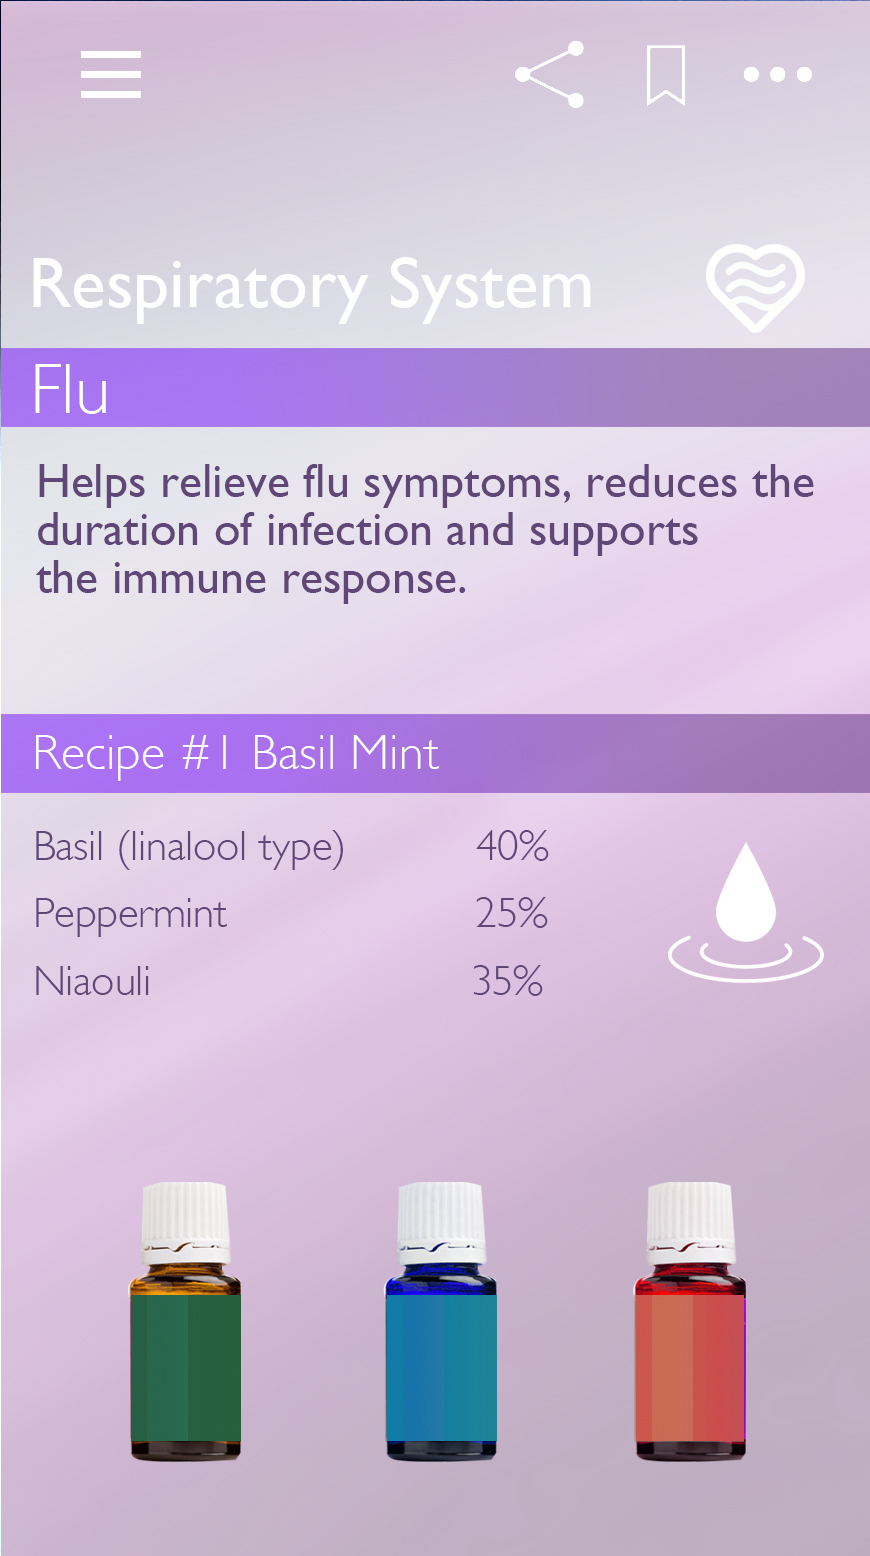 Respiratory System
Flu
Helps relieve flu symptoms, reduces the
duration of infection and supports
the immune response.
Recipe #1 Basil Mint
Basil (linalool type) 40%
Peppermint 25%
Niaouli 35%